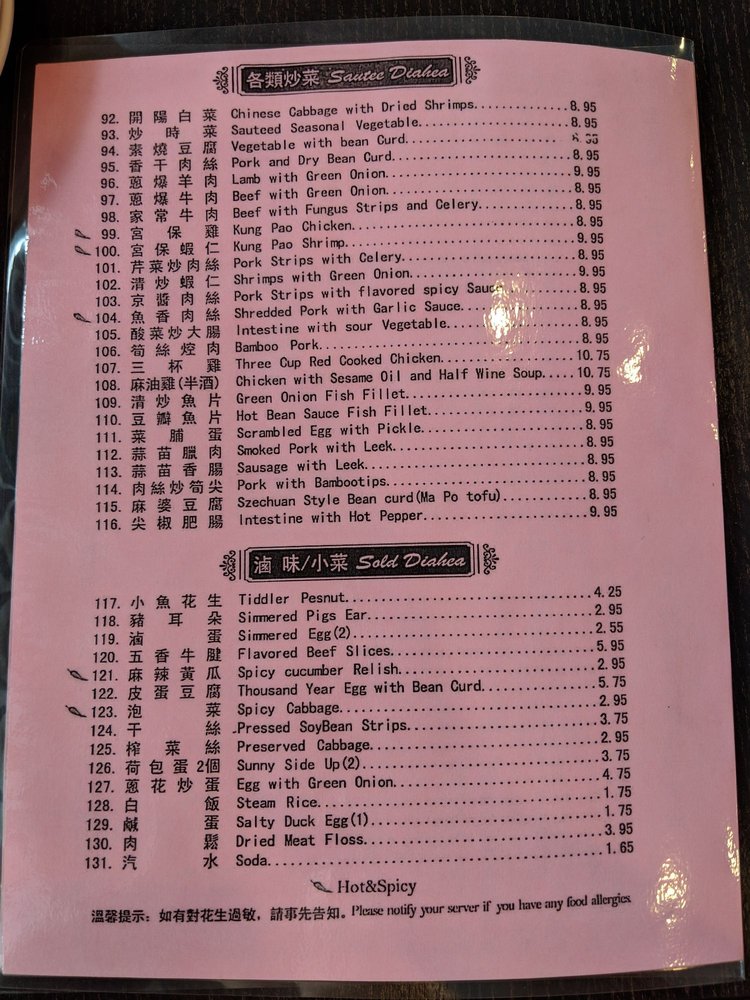 各類炒菜 Sautee Diahea
92. 開陽白菜 Chinese Cabbage with Dried Shrimps............8.95
93. 炒時菜 Sauteed Seasonal Vegetable....................8.95
94. 素燒豆腐 Vegetable with bean Curd......................
95. 香干肉絲 Pork and Dry Bean Curd........................8.95
96. 蔥爆羊肉 Lamb with Green Onion.........................9.95
97. 蔥爆牛肉 Beef with Green Onion.........................8.95
98. 家常牛肉 Beef with Fungus Strips and Celery............8.95
99. 宮保雞 Kung Pao Chicken..............................8.95
100. 宮保蝦仁 Kung Pao Shrimp...............................9.95
101. 芹菜炒肉絲 Pork Strips with Celery.......................8.95
102. 清炒蝦仁 Shrimps with Green Onion......................9.95
103. 京醬肉絲 Pork Strips with flavored spicy Sauce.........8.95
104. 魚香肉絲 Shredded Pork with Garlic Sauce...............8.95
105. 酸菜炒大腸 Intestine with sour Vegetable.................8.95
106. 筍絲焢肉 Bamboo Pork...................................8.95
107. 三杯雞 Three Cup Red Cooked Chicken..................10.75
108. 麻油雞(半酒) Chicken with Sesame Oil and Half Wine Soup.....10.75
109. 清炒魚片 Green Onion Fish Fillet.......................9.95
110. 豆瓣魚片 Hot Bean Sauce Fish Fillet....................9.95
111. 菜脯蛋 Scrambled Egg with Pickle.....................8.95
112. 蒜苗臘肉 Smoked Pork with Leek.........................8.95
113. 蒜苗香腸 Sausage with Leek.............................8.95
114. 肉絲炒筍尖 Pork with Bambootips..........................8.95
115. 麻婆豆腐 Szechuan Style Bean curd(Ma Po tofu)..........8.95
116. 尖椒肥腸 Intestine with Hot Pepper.....................9.95
滷味/小菜 Sold Diahea
117. 小魚花生 Tiddler Pesnut................................4.25
118. 豬耳朵 Simmered Pigs Ear.............................2.95
119. 滷蛋 Simmered Egg(2)...............................2.55
120. 五香牛腱 Flavored Beef Slices..........................5.95
121. 麻辣黃瓜 Spicy cucumber Relish.........................2.95
122. 皮蛋豆腐 Thousand Year Egg with Bean Curd..............5.75
123. 泡菜 Spicy Cabbage.................................2.95
124. 干絲 Pressed SoyBean Strips........................3.75
125. 榨菜絲 Preserved Cabbage.............................2.95
126. 荷包蛋2個 Sunny Side Up(2)..............................3.75
127. 蔥花炒蛋 Egg with Green Onion..........................4.75
128. 白飯 Steam Rice....................................1.75
129. 鹹蛋 Salty Duck Egg(1).............................1.75
130. 肉鬆 Dried Meat Floss..............................3.95
131. 汽水 Soda..........................................1.65
Hot&Spicy
溫馨提示: 如有對花生過敏, 請事先告知。Please notify your server if you have any food allergies.